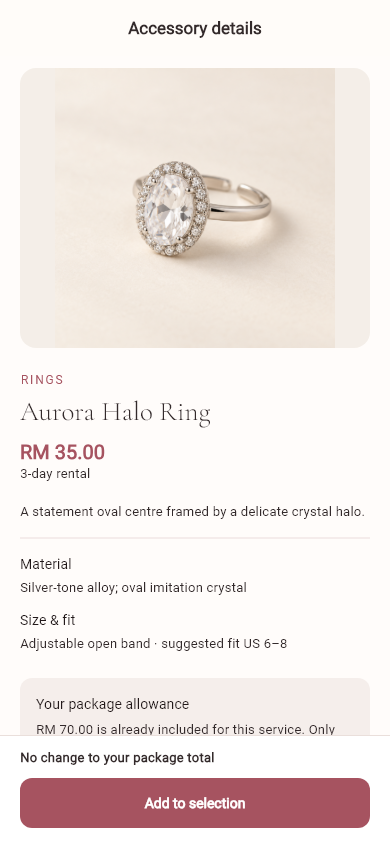 Accessory details
RINGS
Aurora Halo Ring
RM 35.00
3-day rental
A statement oval centre framed by a delicate crystal halo.
Material
Silver-tone alloy; oval imitation crystal
Size & fit
Adjustable open band · suggested fit US 6–8
Your package allowance
RM 70.00 is already included for this service. Only
No change to your package total
Add to selection